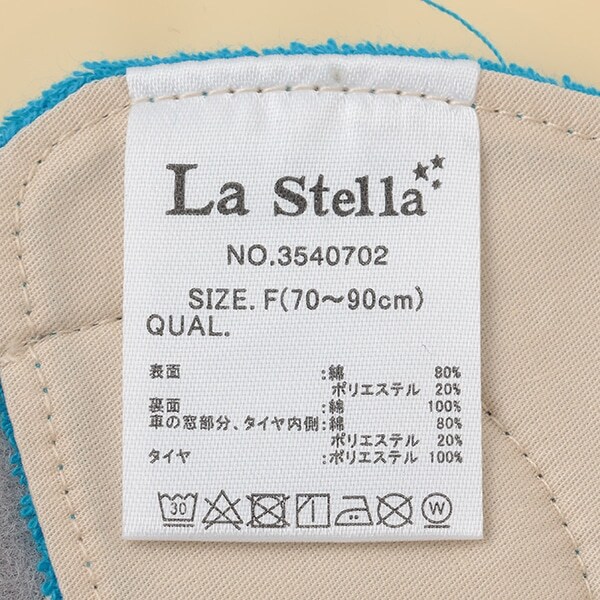 La Stella
NO.3540702
SIZE. F(70～90cm)
QUAL.
表面 :綿 80%
ポリエステル 20%
裏面 :綿 100%
車の窓部分、タイヤ内側:綿 80%
ポリエステル 20%
タイヤ :ポリエステル 100%
30 W